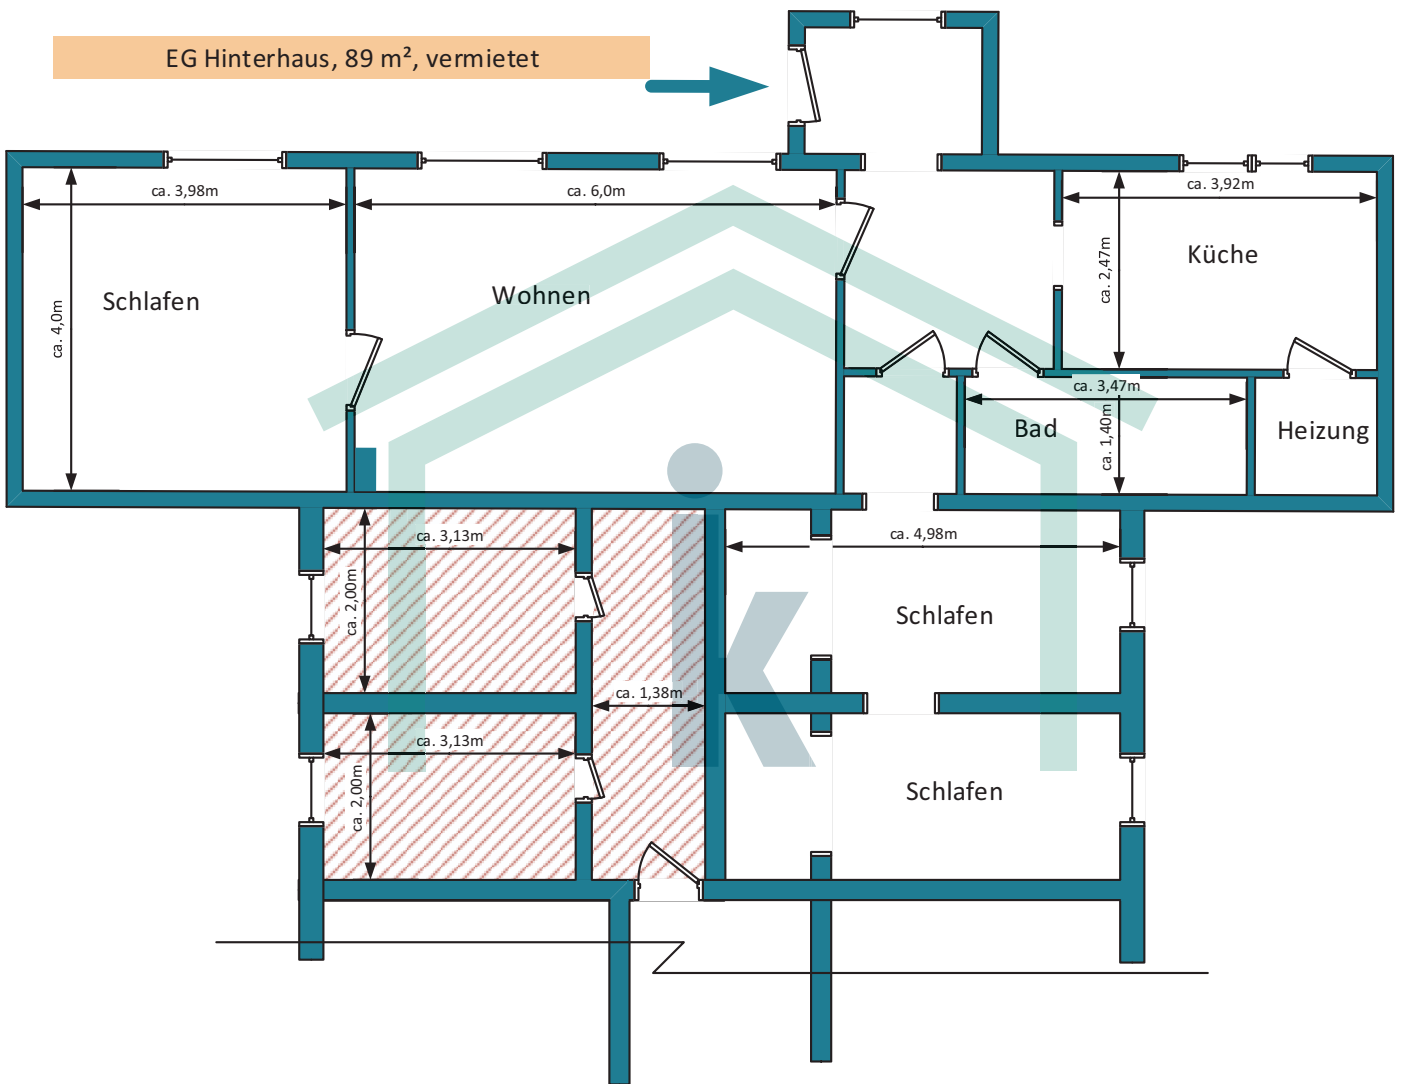 EG Hinterhaus, 89 m², vermietet
ca. 3,98m
ca. 6,0m
ca. 3,92m
ca. 4,0m
Schlafen
Wohnen
ca. 2,47m
Küche
ca. 3,47m
ca. 1,40m
Bad
Heizung
ca. 3,13m
ca. 4,98m
ca. 2,00m
Schlafen
ca. 1,38m
ca. 3,13m
ca. 2,00m
Schlafen